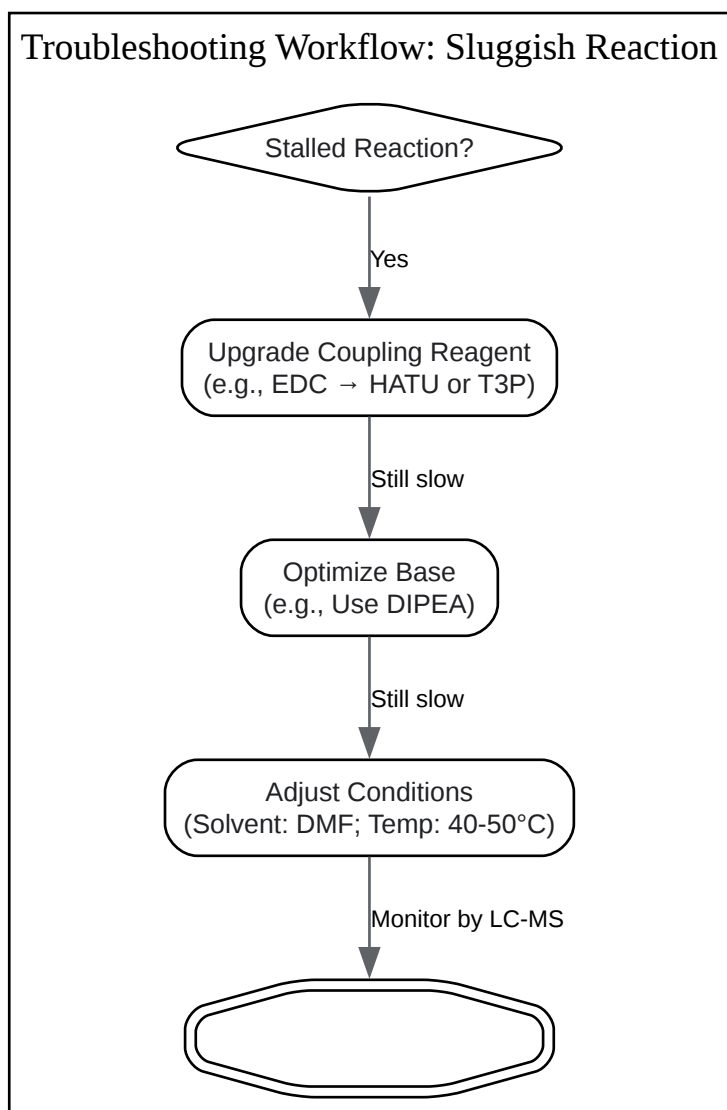 Troubleshooting Workflow: Sluggish Reaction
Stalled Reaction?
Yes
Upgrade Coupling Reagent
(e.g., EDC → HATU or T3P)
Still slow
Optimize Base
(e.g., Use DIPEA)
Still slow
Adjust Conditions
(Solvent: DMF; Temp: 40-50°C)
Monitor by LC-MS